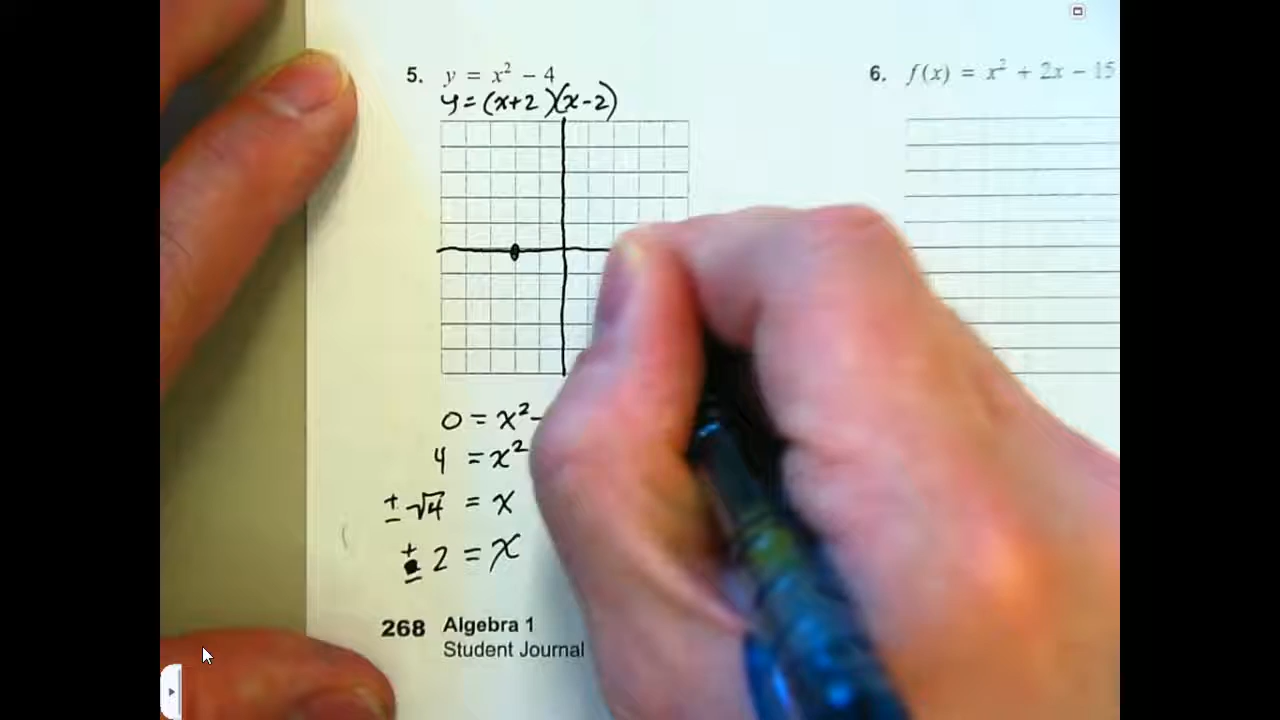 5. y = x² − 4
y = (x+2)(x-2)
0 = x² -
4 = x²
± √4 = x
± 2 = x
268 Algebra 1
Student Journal
6. f(x) = x² + 2x − 15